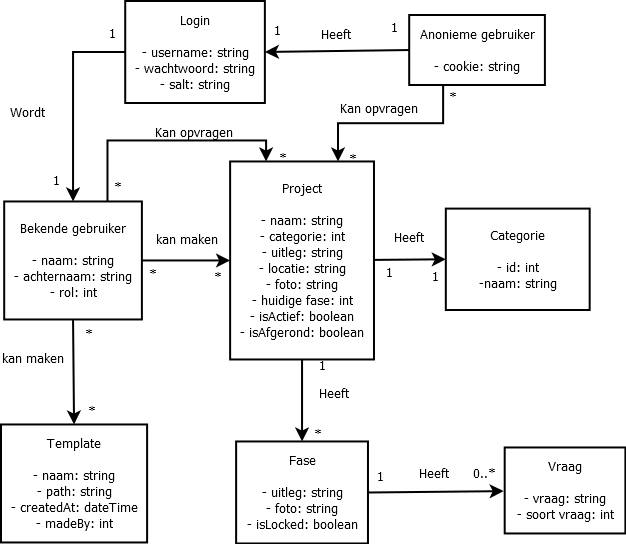 Login
- username: string
- wachtwoord: string
- salt: string
1
Heeft
1
Anonieme gebruiker
- cookie: string
1
Wordt
1
Kan opvragen
*
*
Kan opvragen
*
*
Bekende gebruiker
- naam: string
- achternaam: string
- rol: int
kan maken
*
*
Project
- naam: string
- categorie: int
- uitleg: string
- locatie: string
- foto: string
- huidige fase: int
- isActief: boolean
- isAfgerond: boolean
Heeft
1
1
Categorie
- id: int
-naam: string
*
kan maken
*
1
Heeft
*
Template
- naam: string
- path: string
- createdAt: dateTime
- madeBy: int
Fase
- uitleg: string
- foto: string
- isLocked: boolean
1
Heeft
0..*
Vraag
- vraag: string
- soort vraag: int